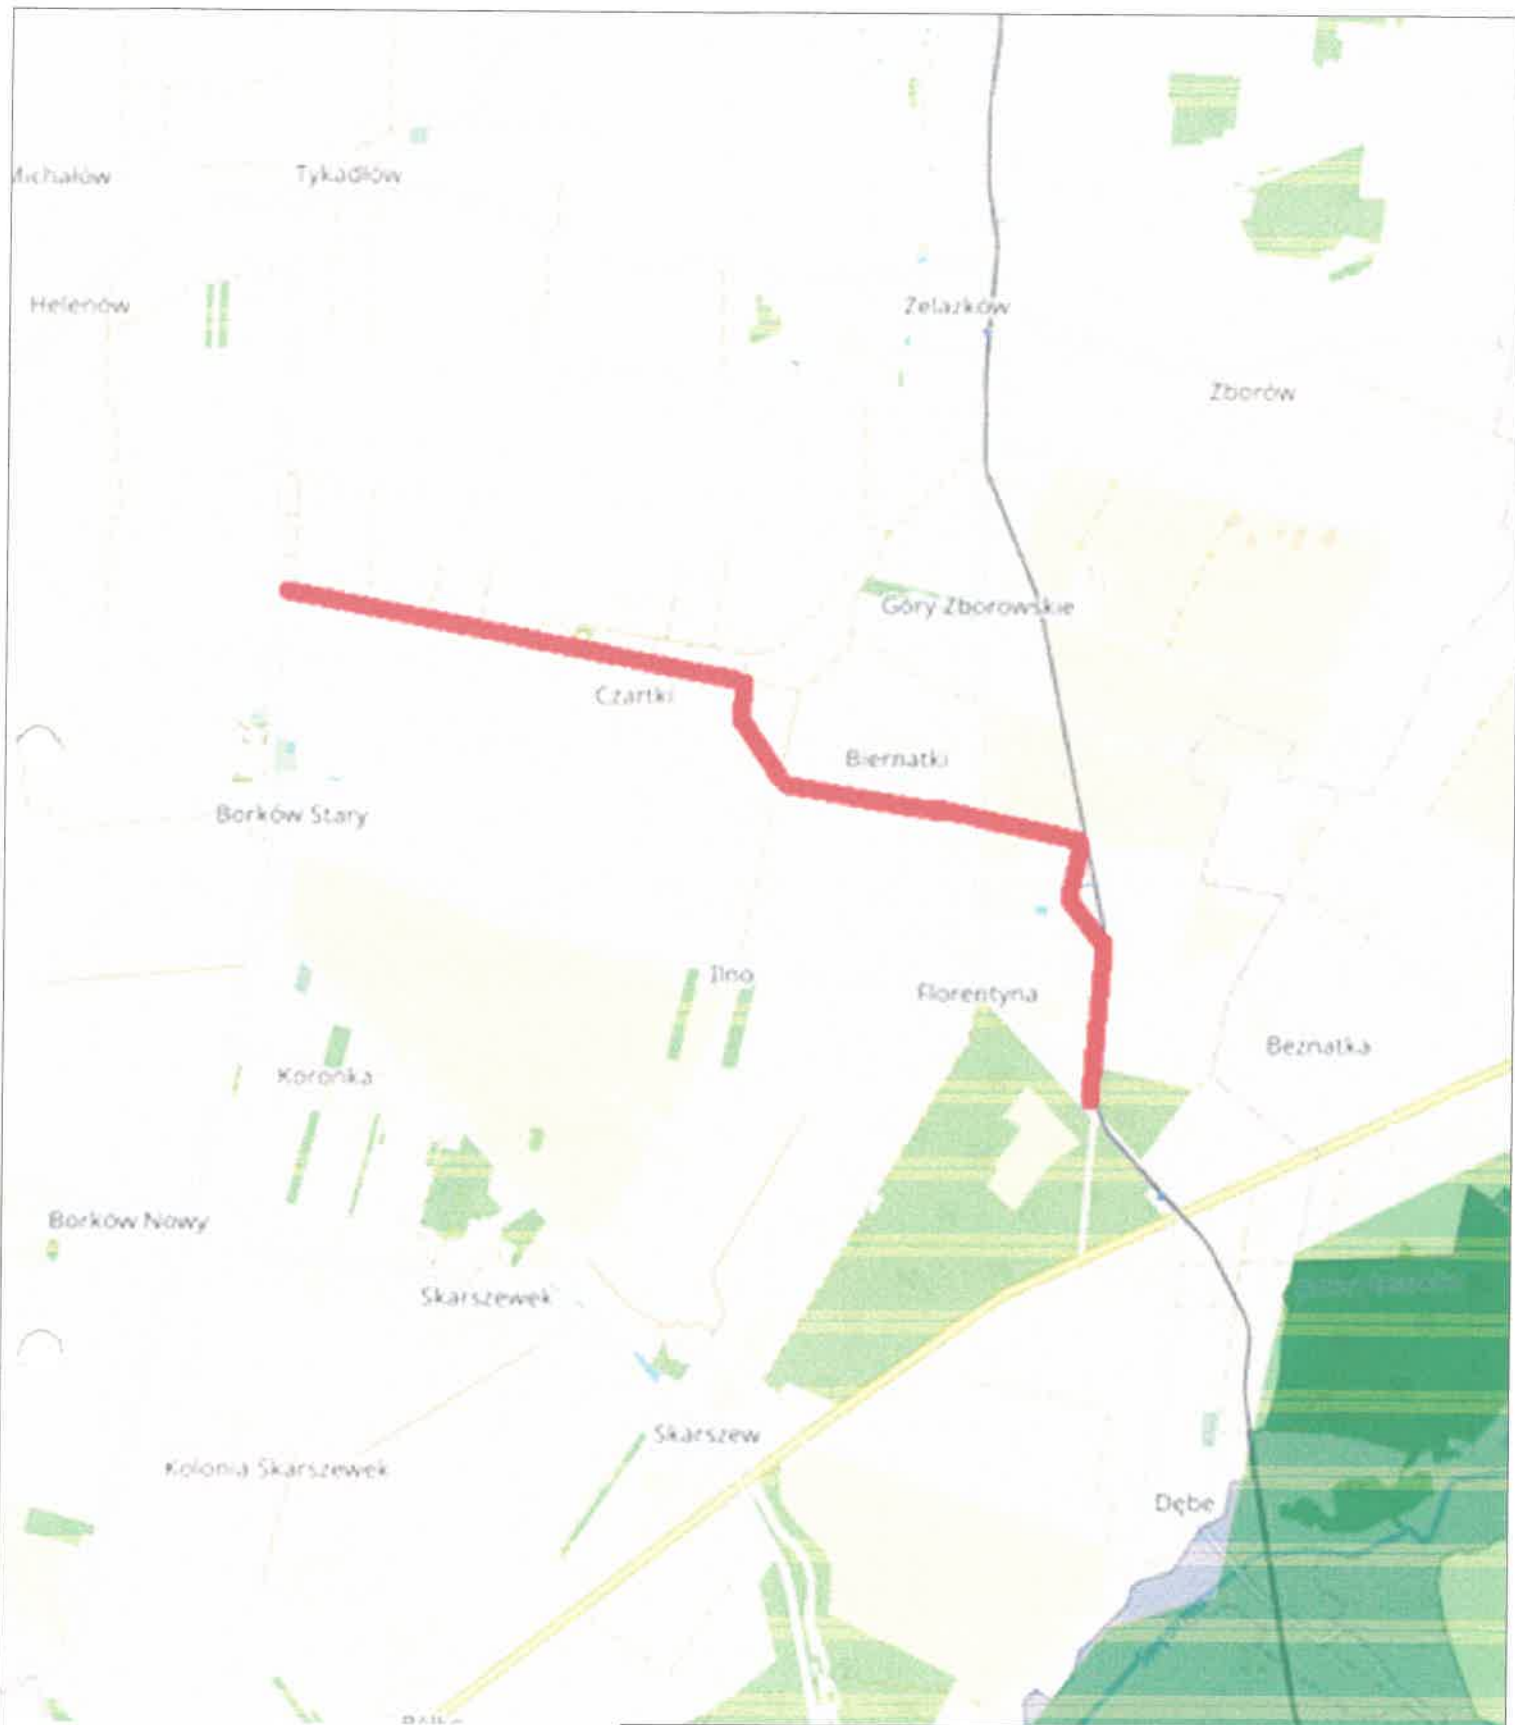 Michałów
Tykadłów
Helenów
Żelazków
Zborów
Góry Zborowskie
Czartki
Biernatki
Borków Stary
Ilno
Florentyna
Beznatka
Koronka
Borków Nowy
Skarszewek
Skarszew
Kolonia Skarszewek
Dębe